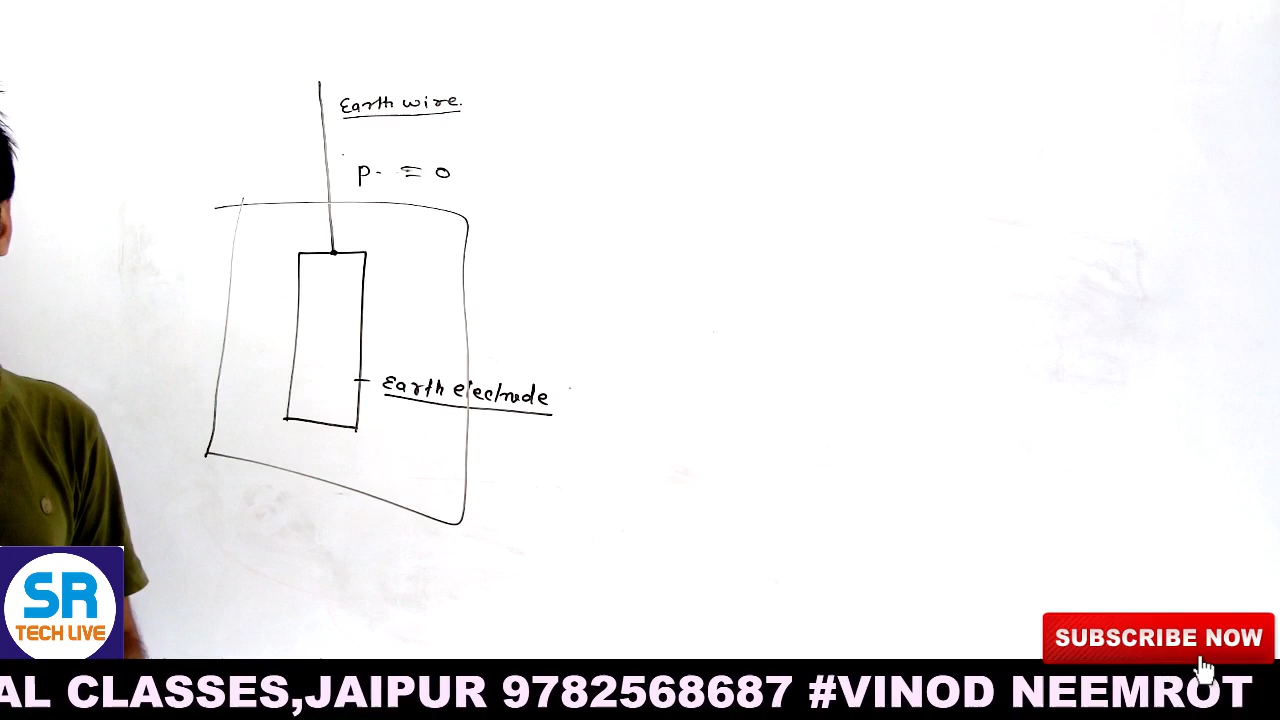 Earth wire.
P. = 0
Earth electrode
SR
TECH LIVE
SUBSCRIBE NOW
AL CLASSES,JAIPUR 9782568687 #VINOD NEEMROT